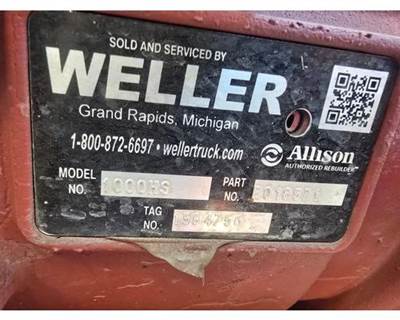 SOLD AND SERVICED BY
WELLER
Grand Rapids, Michigan
1-800-872-6697 • wellertruck.com
Allison
AUTHORIZED REBUILDER
MODEL NO. 1000HS
PART NO.
TAG NO.